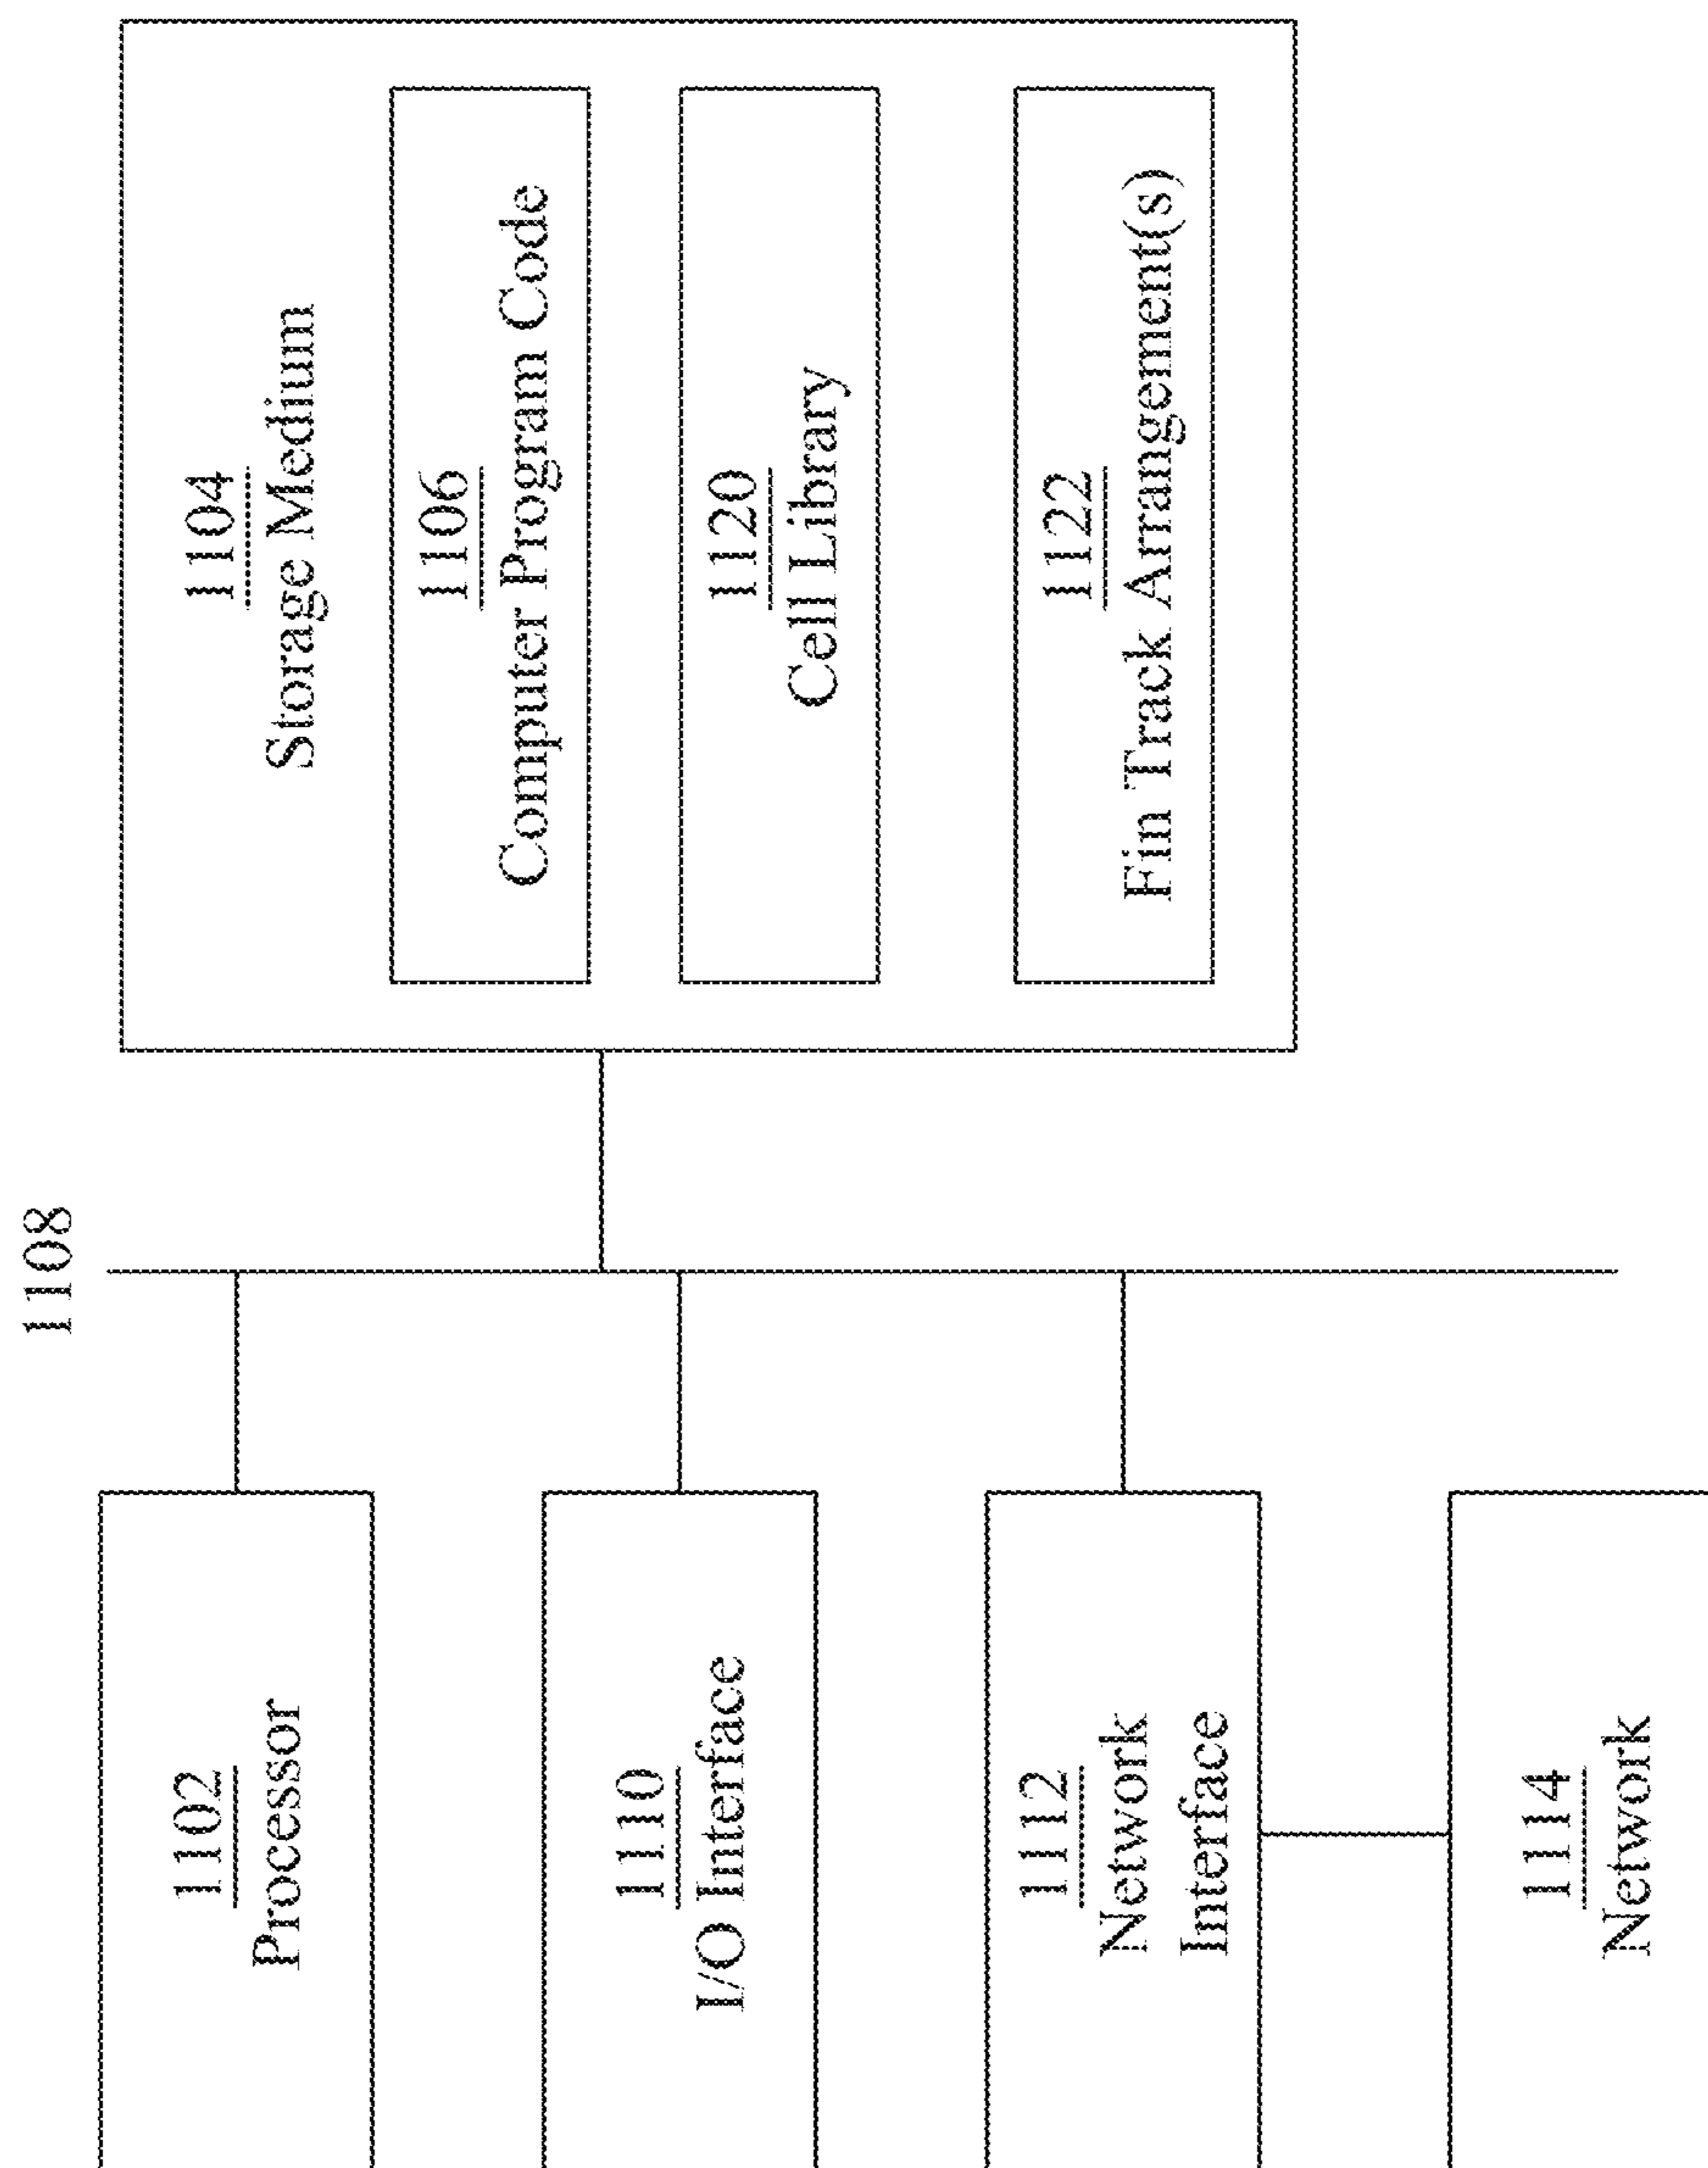 1108
1102
Processor
1110
I/O Interface
1112
Network
Interface
1114
Network
1104
Storage Medium
1106
Computer Program Code
1120
Cell Library
1122
Fin Track Arrangement(s)